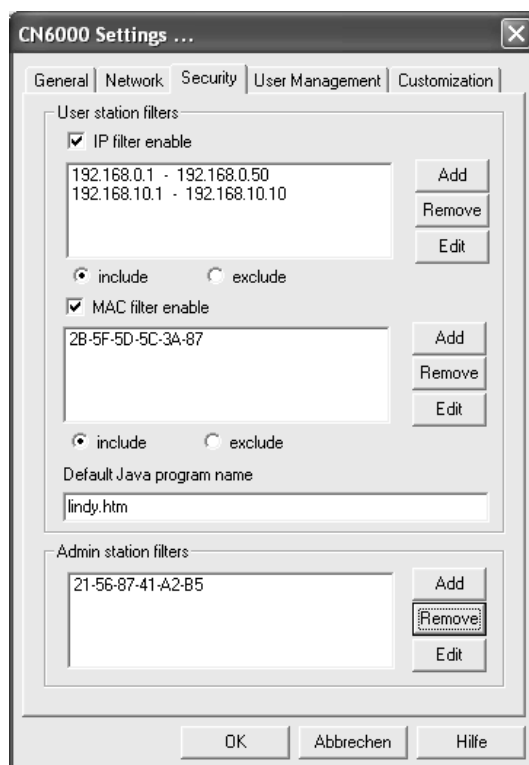 CN6000 Settings ...
General Network Security User Management Customization
User station filters
IP filter enable
192.168.0.1 - 192.168.0.50
192.168.10.1 - 192.168.10.10
Add
Remove
Edit
include exclude
MAC filter enable
2B-5F-5D-5C-3A-87
Add
Remove
Edit
include exclude
Default Java program name
lindy.htm
Admin station filters
21-56-87-41-A2-B5
Add
Remove
Edit
OK Abbrechen Hilfe